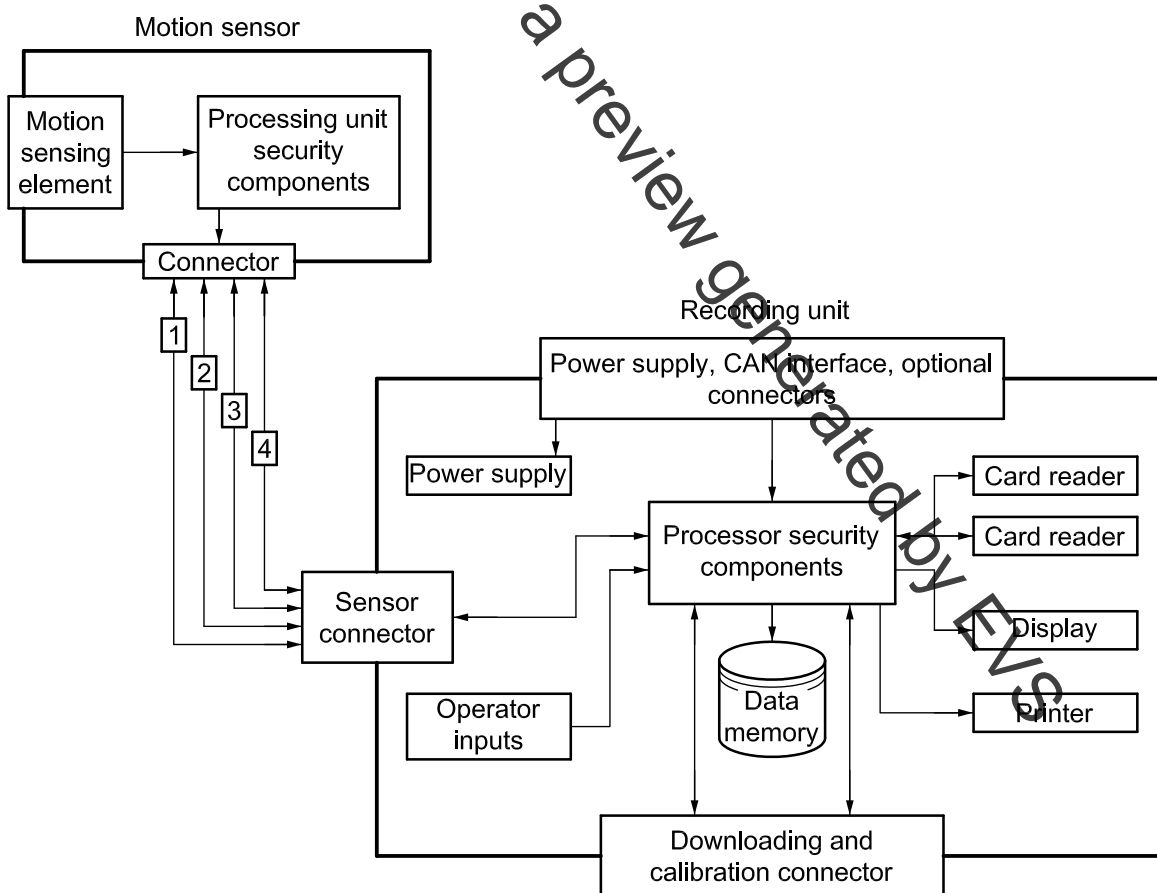 Motion sensor
Motion
sensing
element
Processing unit
security
components
Connector
1
2
3
4
Recording unit
Power supply, CAN interface, optional
connectors
Power supply
Card reader
Card reader
Processor security
components
Sensor
connector
Display
Operator
inputs
Data
memory
Printer
Downloading and
calibration connector
a preview generated by EVS